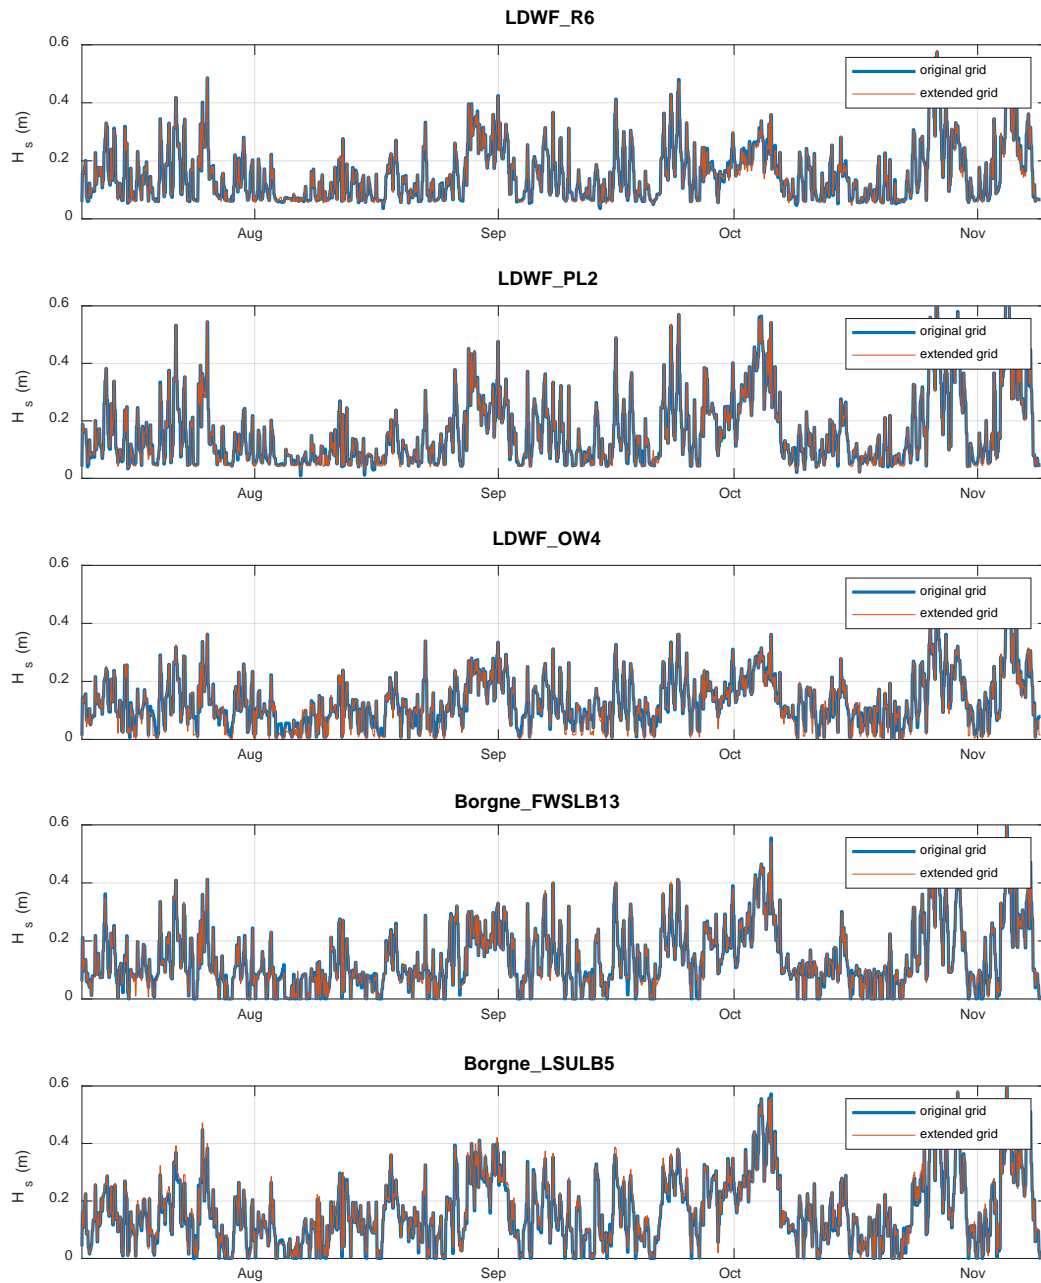 LDWF_R6
0.6
original grid
extended grid
0.4
H s (m)
0.2
0
Aug Sep Oct Nov
LDWF_PL2
0.6
original grid
extended grid
0.4
H s (m)
0.2
0
Aug Sep Oct Nov
LDWF_OW4
0.6
original grid
extended grid
0.4
H s (m)
0.2
0
Aug Sep Oct Nov
Borgne_FWSLB13
0.6
original grid
extended grid
0.4
H s (m)
0.2
0
Aug Sep Oct Nov
Borgne_LSULB5
0.6
original grid
extended grid
0.4
H s (m)
0.2
0
Aug Sep Oct Nov